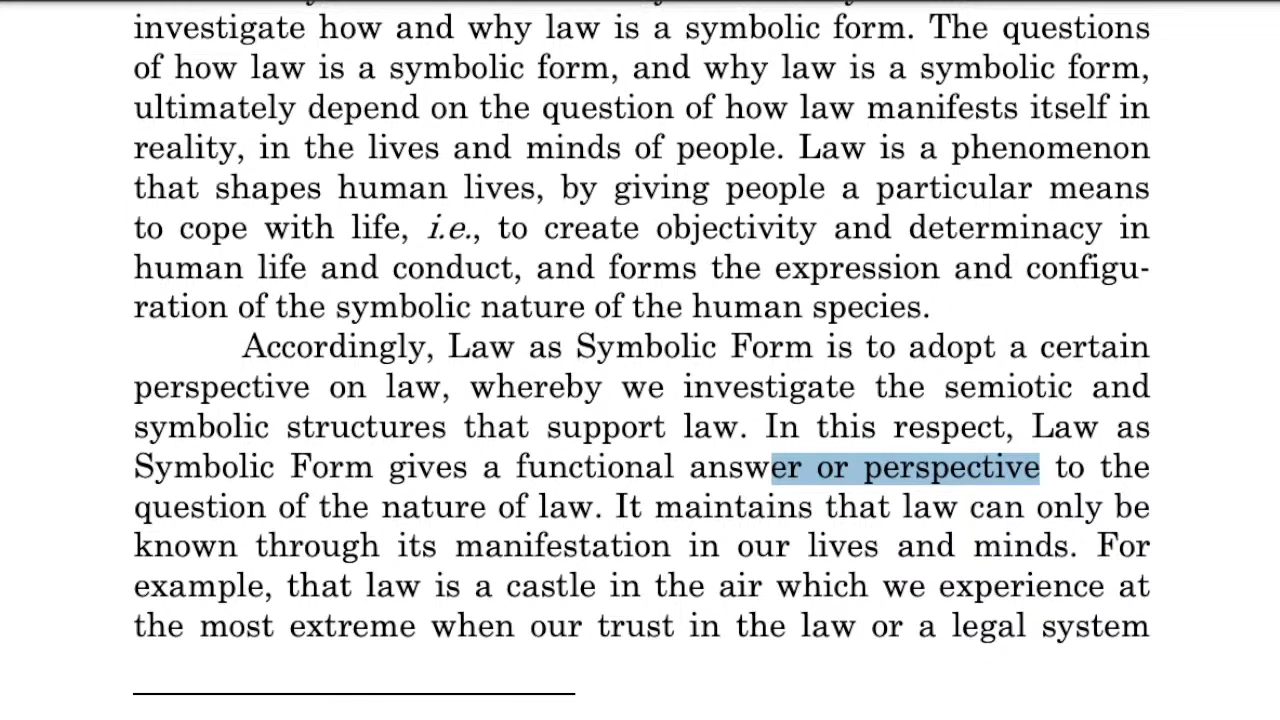 investigate how and why law is a symbolic form. The questions
of how law is a symbolic form, and why law is a symbolic form,
ultimately depend on the question of how law manifests itself in
reality, in the lives and minds of people. Law is a phenomenon
that shapes human lives, by giving people a particular means
to cope with life, i.e., to create objectivity and determinacy in
human life and conduct, and forms the expression and configu-
ration of the symbolic nature of the human species.
Accordingly, Law as Symbolic Form is to adopt a certain
perspective on law, whereby we investigate the semiotic and
symbolic structures that support law. In this respect, Law as
Symbolic Form gives a functional answer or perspective to the
question of the nature of law. It maintains that law can only be
known through its manifestation in our lives and minds. For
example, that law is a castle in the air which we experience at
the most extreme when our trust in the law or a legal system